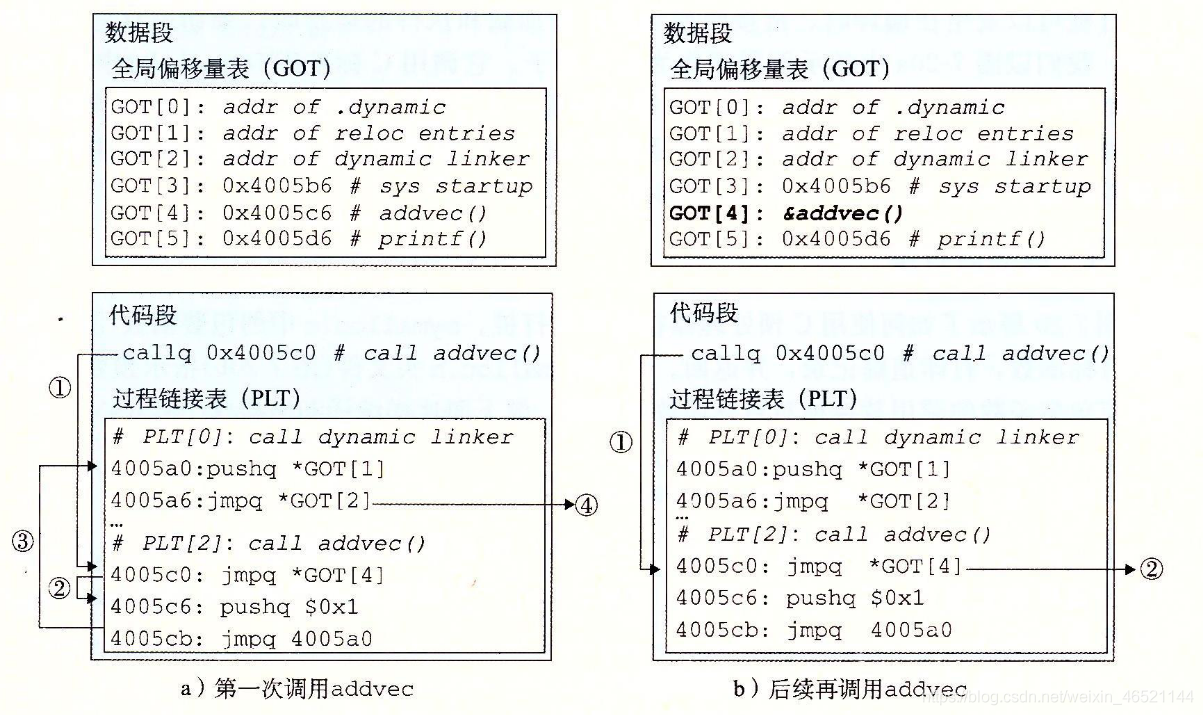 数据段
全局偏移量表（GOT）
GOT[0]: addr of .dynamic
GOT[1]: addr of reloc entries
GOT[2]: addr of dynamic linker
GOT[3]: 0x4005b6 # sys startup
GOT[4]: 0x4005c6 # addvec()
GOT[5]: 0x4005d6 # printf()
代码段
callq 0x4005c0 # call addvec()
①
过程链接表（PLT）
# PLT[0]: call dynamic linker
4005a0:pushq *GOT[1]
4005a6:jmpq *GOT[2]
④
…
③
# PLT[2]: call addvec()
4005c0: jmpq *GOT[4]
②
4005c6: pushq $0x1
4005cb: jmpq 4005a0
a）第一次调用addvec
数据段
全局偏移量表（GOT）
GOT[0]: addr of .dynamic
GOT[1]: addr of reloc entries
GOT[2]: addr of dynamic linker
GOT[3]: 0x4005b6 # sys startup
GOT[4]: &addvec()
GOT[5]: 0x4005d6 # printf()
代码段
callq 0x4005c0 # call addvec()
过程链接表（PLT）
①
# PLT[0]: call dynamic linker
4005a0:pushq *GOT[1]
4005a6:jmpq *GOT[2]
…
# PLT[2]: call addvec()
4005c0: jmpq *GOT[4]
②
4005c6: pushq $0x1
4005cb: jmpq 4005a0
b）后续再调用addvec
https://blog.csdn.net/weixin_46521144